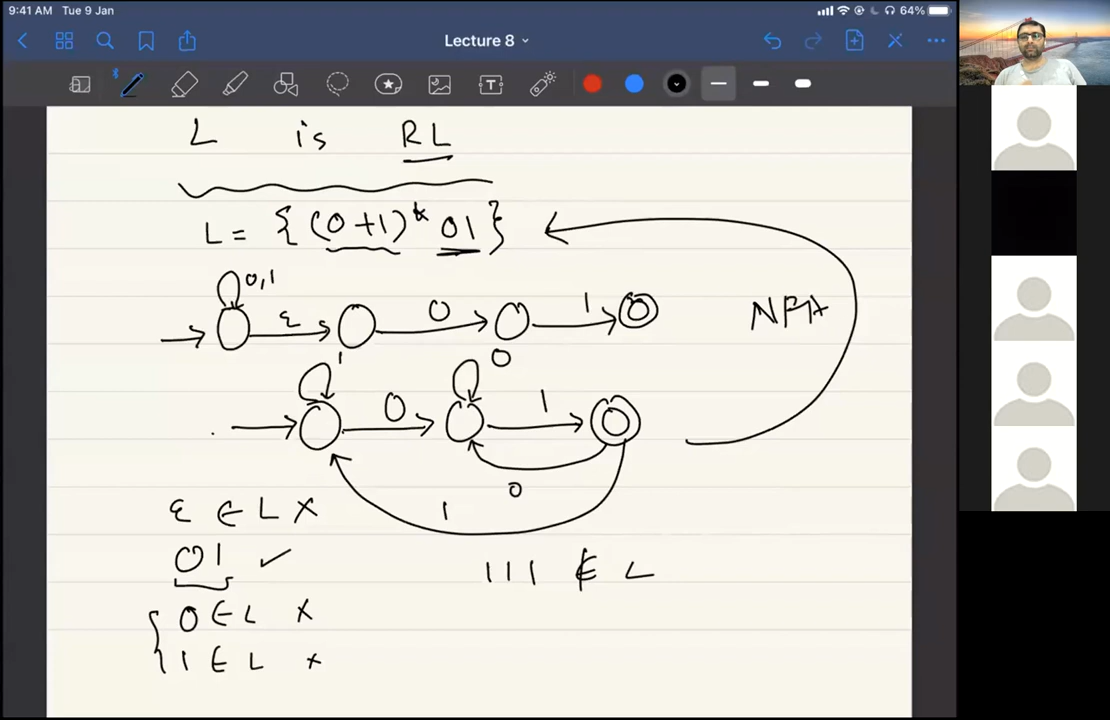 9:41 AM Tue 9 Jan
64%
Lecture 8
L is RL
L = { (0+1)* 01 }
0,1
ε 0 1
NFA
1 0
0 1
0
1
ε ∈ L ×
01 ✓
111 ∉ L
0 ∈ L ×
1 ∈ L ×